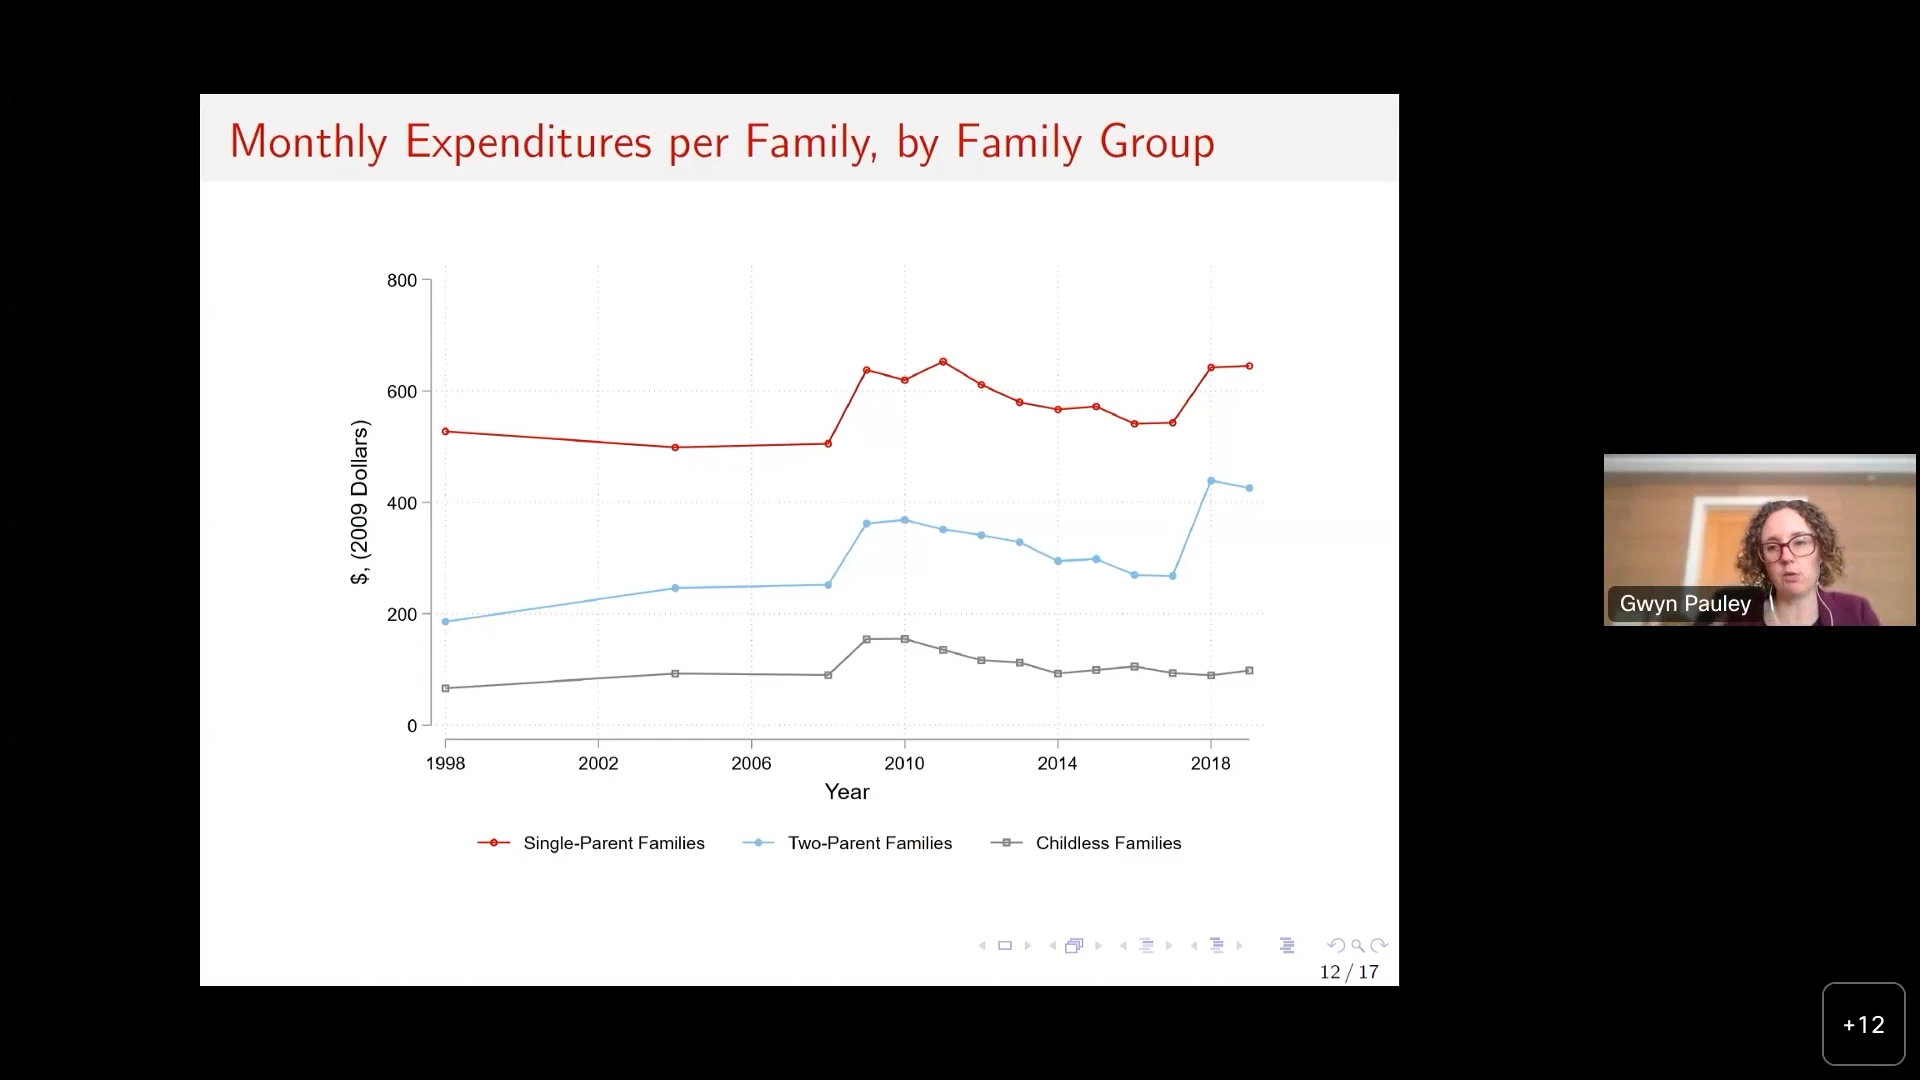 Monthly Expenditures per Family, by Family Group
800
600
400
200
0
$, (2009 Dollars)
1998 2002 2006 2010 2014 2018
Year
Single-Parent Families Two-Parent Families Childless Families
12 / 17
Gwyn Pauley
+12